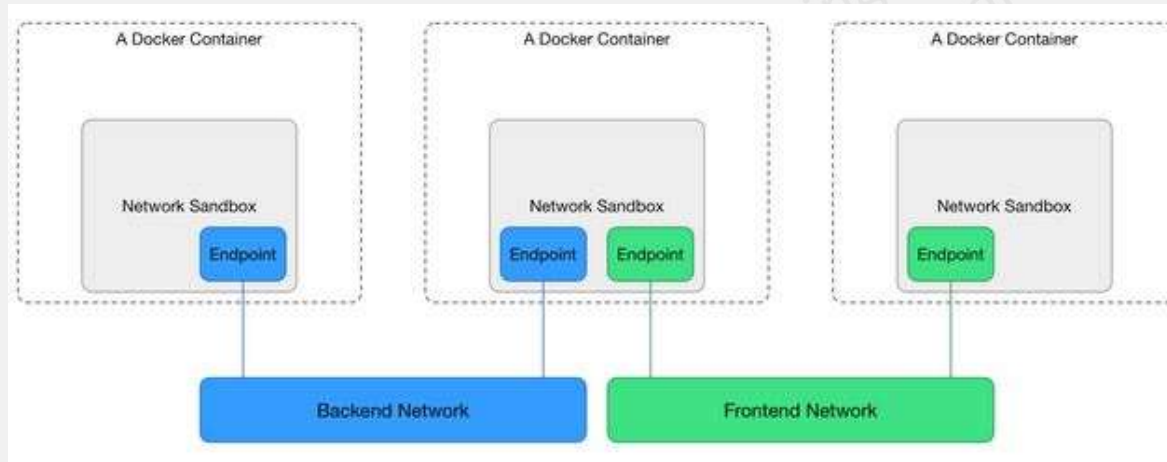 A Docker Container
A Docker Container
A Docker Container
Network Sandbox
Network Sandbox
Network Sandbox
Endpoint
Endpoint
Endpoint
Endpoint
Backend Network
Frontend Network